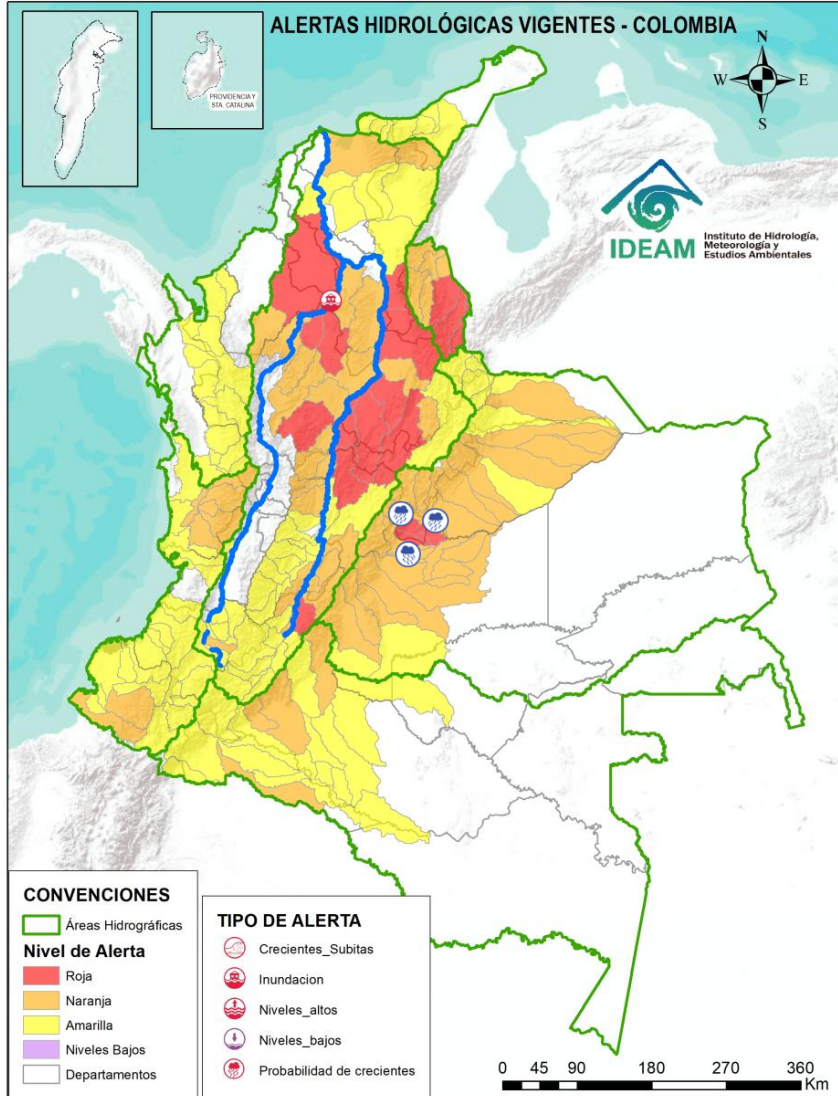 ALERTAS HIDROLÓGICAS VIGENTES - COLOMBIA
PROVIDENCIA Y
STA. CATALINA
N
W
E
S
IDEAM
Instituto de Hidrología,
Meteorología y
Estudios Ambientales
CONVENCIONES
Áreas Hidrográficas
Nivel de Alerta
Roja
Naranja
Amarilla
Niveles Bajos
Departamentos
TIPO DE ALERTA
Crecientes_Subitas
Inundacion
Niveles_altos
Niveles_bajos
Probabilidad de crecientes
0 45 90 180 270 360
Km